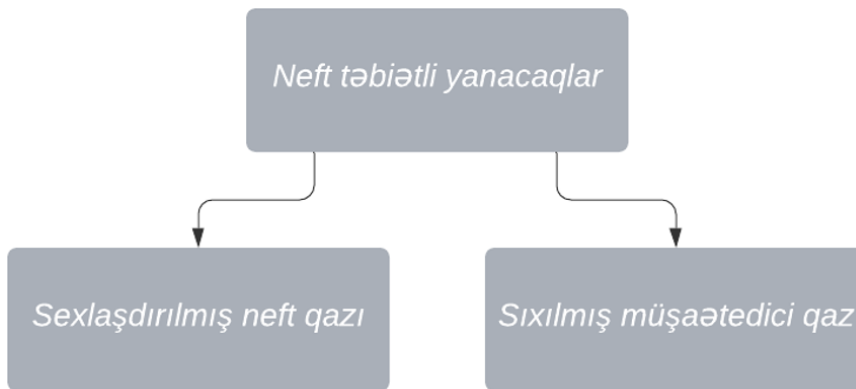 Neft təbiətli yanacaqlar
Sexlaşdırılmış neft qazı
Sıxılmış müşaətedici qaz